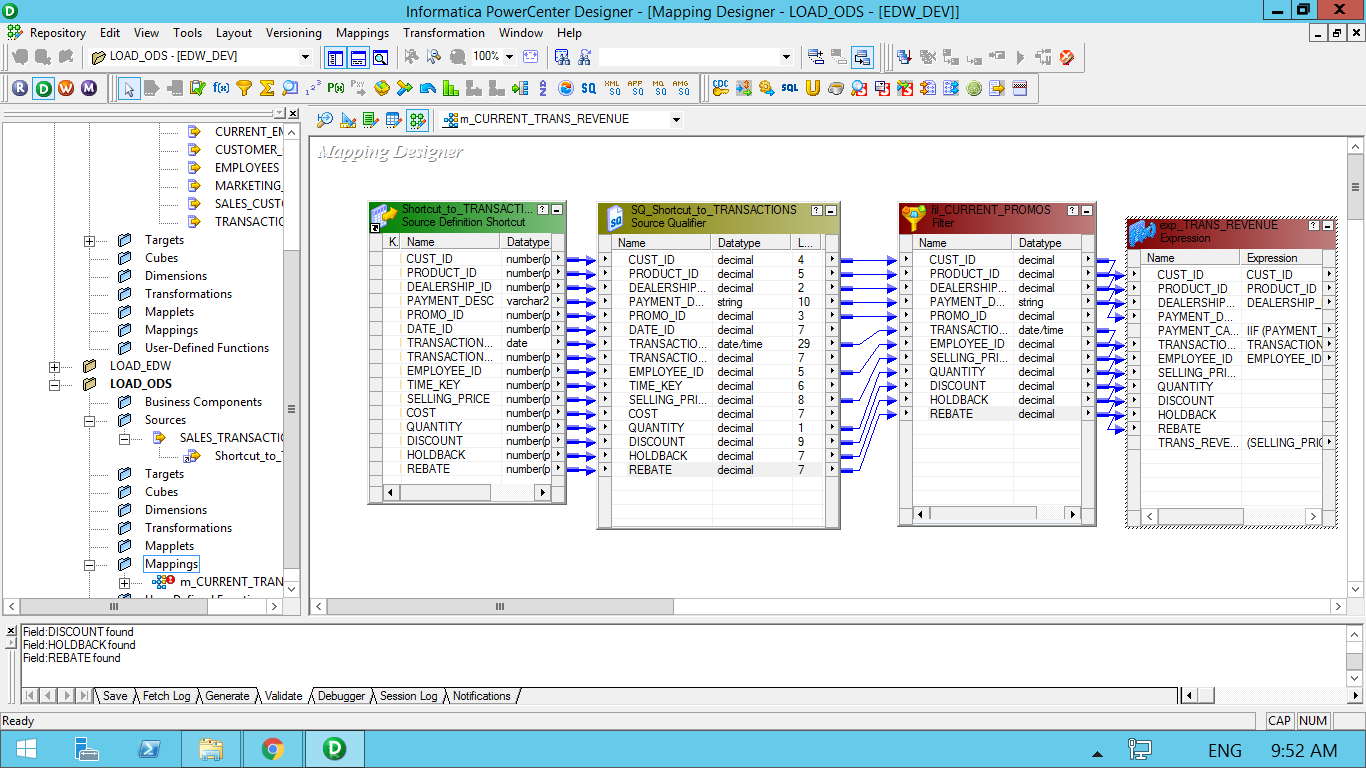 Informatica PowerCenter Designer - [Mapping Designer - LOAD_ODS - [EDW_DEV]]
Repository Edit View Tools Layout Versioning Mappings Transformation Window Help
LOAD_ODS - [EDW_DEV] 100%
m_CURRENT_TRANS_REVENUE
CURRENT_EM
CUSTOMER_
EMPLOYEES
MARKETING_
SALES_CUST
TRANSACTIO
Targets
Cubes
Dimensions
Transformations
Mapplets
Mappings
User-Defined Functions
LOAD_EDW
LOAD_ODS
Business Components
Sources
SALES_TRANSACTIO
Shortcut_to_T
Targets
Cubes
Dimensions
Transformations
Mapplets
Mappings
m_CURRENT_TRAN
Mapping Designer
Shortcut_to_TRANSACTI...
Source Definition Shortcut
K Name Datatype
CUST_ID number(p
PRODUCT_ID number(p
DEALERSHIP_ID number(p
PAYMENT_DESC varchar2
PROMO_ID number(p
DATE_ID number(p
TRANSACTION... date
TRANSACTION... number(p
EMPLOYEE_ID number(p
TIME_KEY number(p
SELLING_PRICE number(p
COST number(p
QUANTITY number(p
DISCOUNT number(p
HOLDBACK number(p
REBATE number(p
SQ_Shortcut_to_TRANSACTIONS
Source Qualifier
Name Datatype L...
CUST_ID decimal 4
PRODUCT_ID decimal 5
DEALERSHIP... decimal 2
PAYMENT_D... string 10
PROMO_ID decimal 3
DATE_ID decimal 7
TRANSACTIO... date/time 29
TRANSACTIO... decimal 7
EMPLOYEE_ID decimal 5
TIME_KEY decimal 6
SELLING_PRI... decimal 8
COST decimal 7
QUANTITY decimal 1
DISCOUNT decimal 9
HOLDBACK decimal 7
REBATE decimal 7
fil_CURRENT_PROMOS
Filter
Name Datatype
CUST_ID decimal
PRODUCT_ID decimal
DEALERSHIP... decimal
PAYMENT_D... string
PROMO_ID decimal
TRANSACTIO... date/time
EMPLOYEE_ID decimal
SELLING_PRI... decimal
QUANTITY decimal
DISCOUNT decimal
HOLDBACK decimal
REBATE decimal
exp_TRANS_REVENUE
Expression
Name Expression
CUST_ID CUST_ID
PRODUCT_ID PRODUCT_ID
DEALERSHIP... DEALERSHIP_
PAYMENT_D...
PAYMENT_CA... IIF (PAYMENT_
TRANSACTIO... TRANSACTION
EMPLOYEE_ID EMPLOYEE_ID
SELLING_PRI...
QUANTITY
DISCOUNT
HOLDBACK
REBATE
TRANS_REVE... (SELLING_PRIC
Field:DISCOUNT found
Field:HOLDBACK found
Field:REBATE found
Save Fetch Log Generate Validate Debugger Session Log Notifications
Ready CAP NUM
ENG 9:52 AM